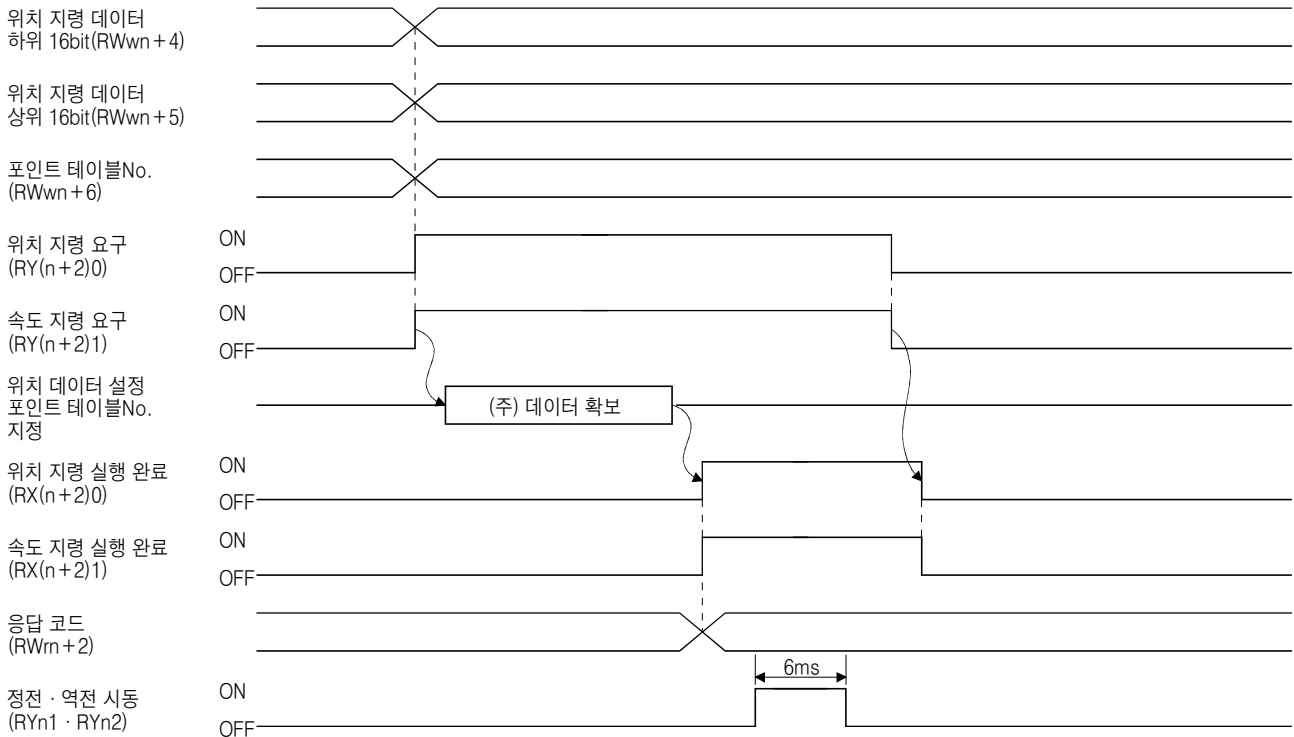 위치 지령 데이터
하위 16bit(RWwn+4)
위치 지령 데이터
상위 16bit(RWwn+5)
포인트 테이블No.
(RWwn+6)
위치 지령 요구
(RY(n+2)0)
ON
OFF
속도 지령 요구
(RY(n+2)1)
ON
OFF
위치 데이터 설정
포인트 테이블No.
지정
(주) 데이터 확보
위치 지령 실행 완료
(RX(n+2)0)
ON
OFF
속도 지령 실행 완료
(RX(n+2)1)
ON
OFF
응답 코드
(RWrn+2)
6ms
정전 · 역전 시동
(RYn1 · RYn2)
ON
OFF